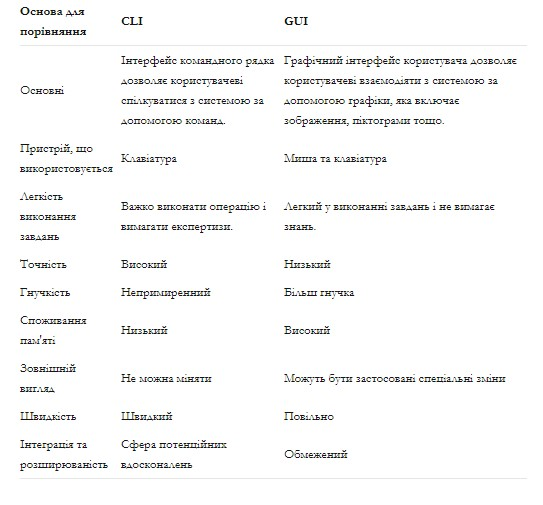 Основа для порівняння
CLI
GUI
Основні
Інтерфейс командного рядка
дозволяє користувачеві
спілкуватися з системою за
допомогою команд.
Графічний інтерфейс користувача дозволяє
користувачеві взаємодіяти з системою за
допомогою графіки, яка включає
зображення, піктограми тощо.
Пристрій, що
використовується
Клавіатура
Миша та клавіатура
Легкість
виконання
завдань
Важко виконати операцію і
вимагати експертизи.
Легкий у виконанні завдань і не вимагає
знань.
Точність
Високий
Низький
Гнучкість
Непримиренний
Більш гнучка
Споживання
пам'яті
Низький
Високий
Зовнішній
вигляд
Не можна міняти
Можуть бути застосовані спеціальні зміни
Швидкість
Швидкий
Повільно
Інтеграція та
розширюваність
Сфера потенційних
вдосконалень
Обмежений